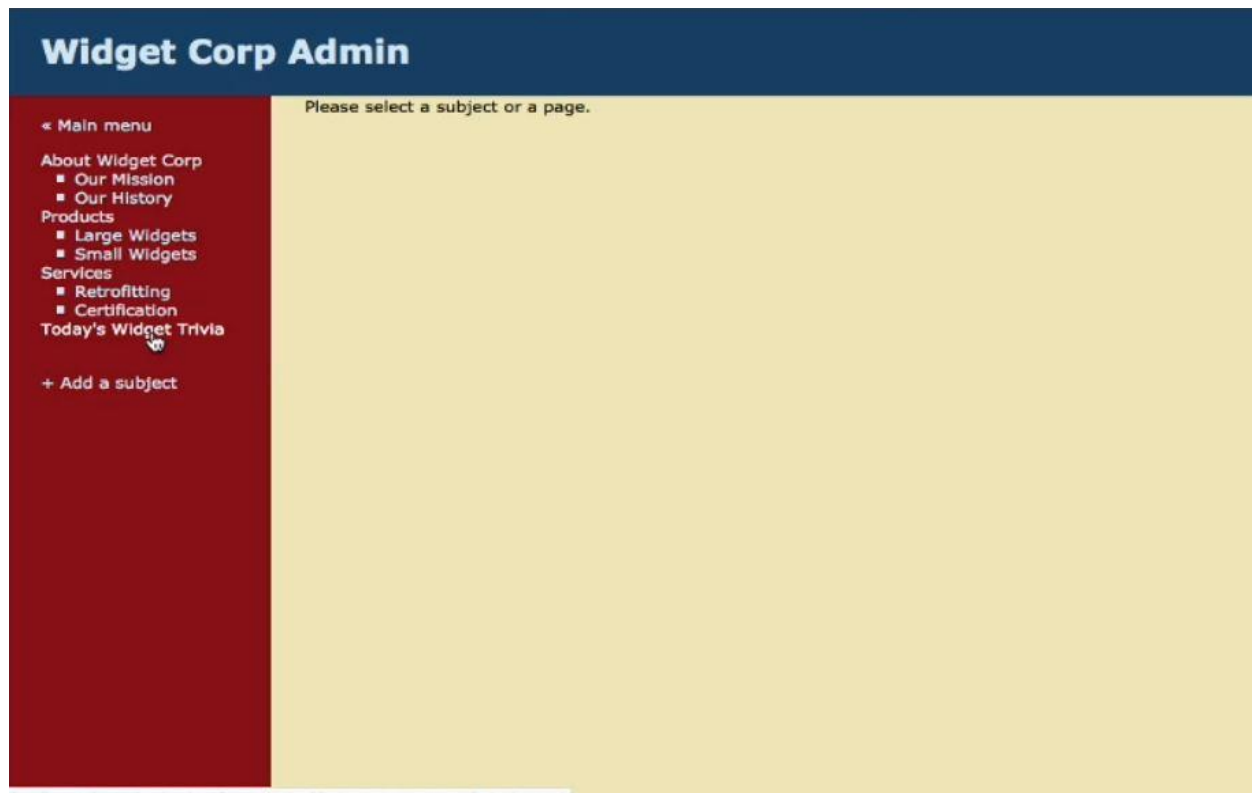 Widget Corp Admin
Please select a subject or a page.
« Main menu
About Widget Corp
Our Mission
Our History
Products
Large Widgets
Small Widgets
Services
Retrofitting
Certification
Today's Widget Trivia
+ Add a subject